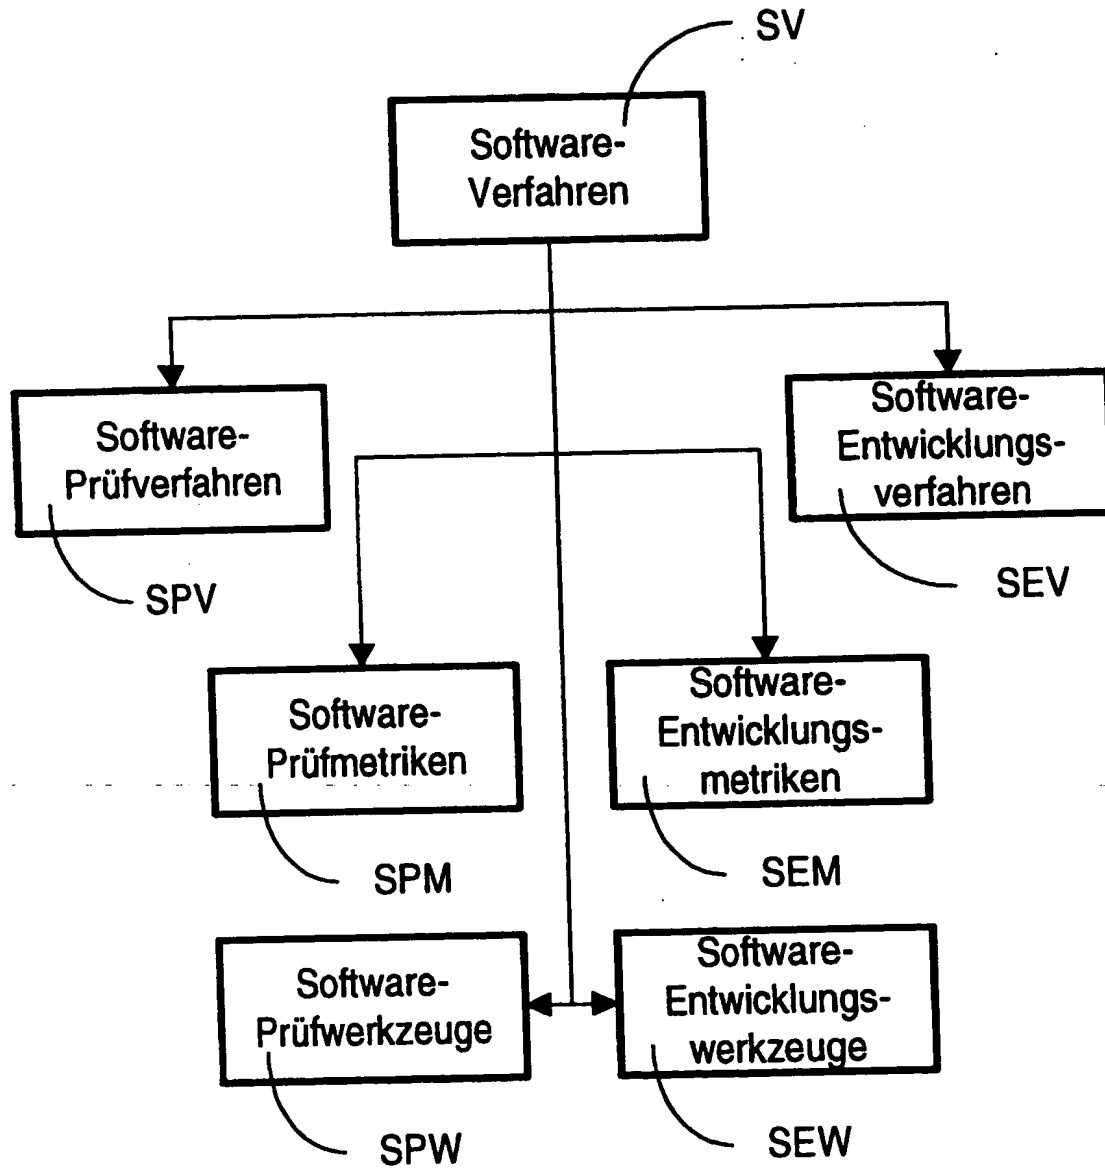 SV
Software-
Verfahren
Software-
Prüfverfahren
SPV
Software-
Entwicklungs-
verfahren
SEV
Software-
Prüfmetriken
SPM
Software-
Entwicklungs-
metriken
SEM
Software-
Prüfwerkzeuge
SPW
Software-
Entwicklungs-
werkzeuge
SEW